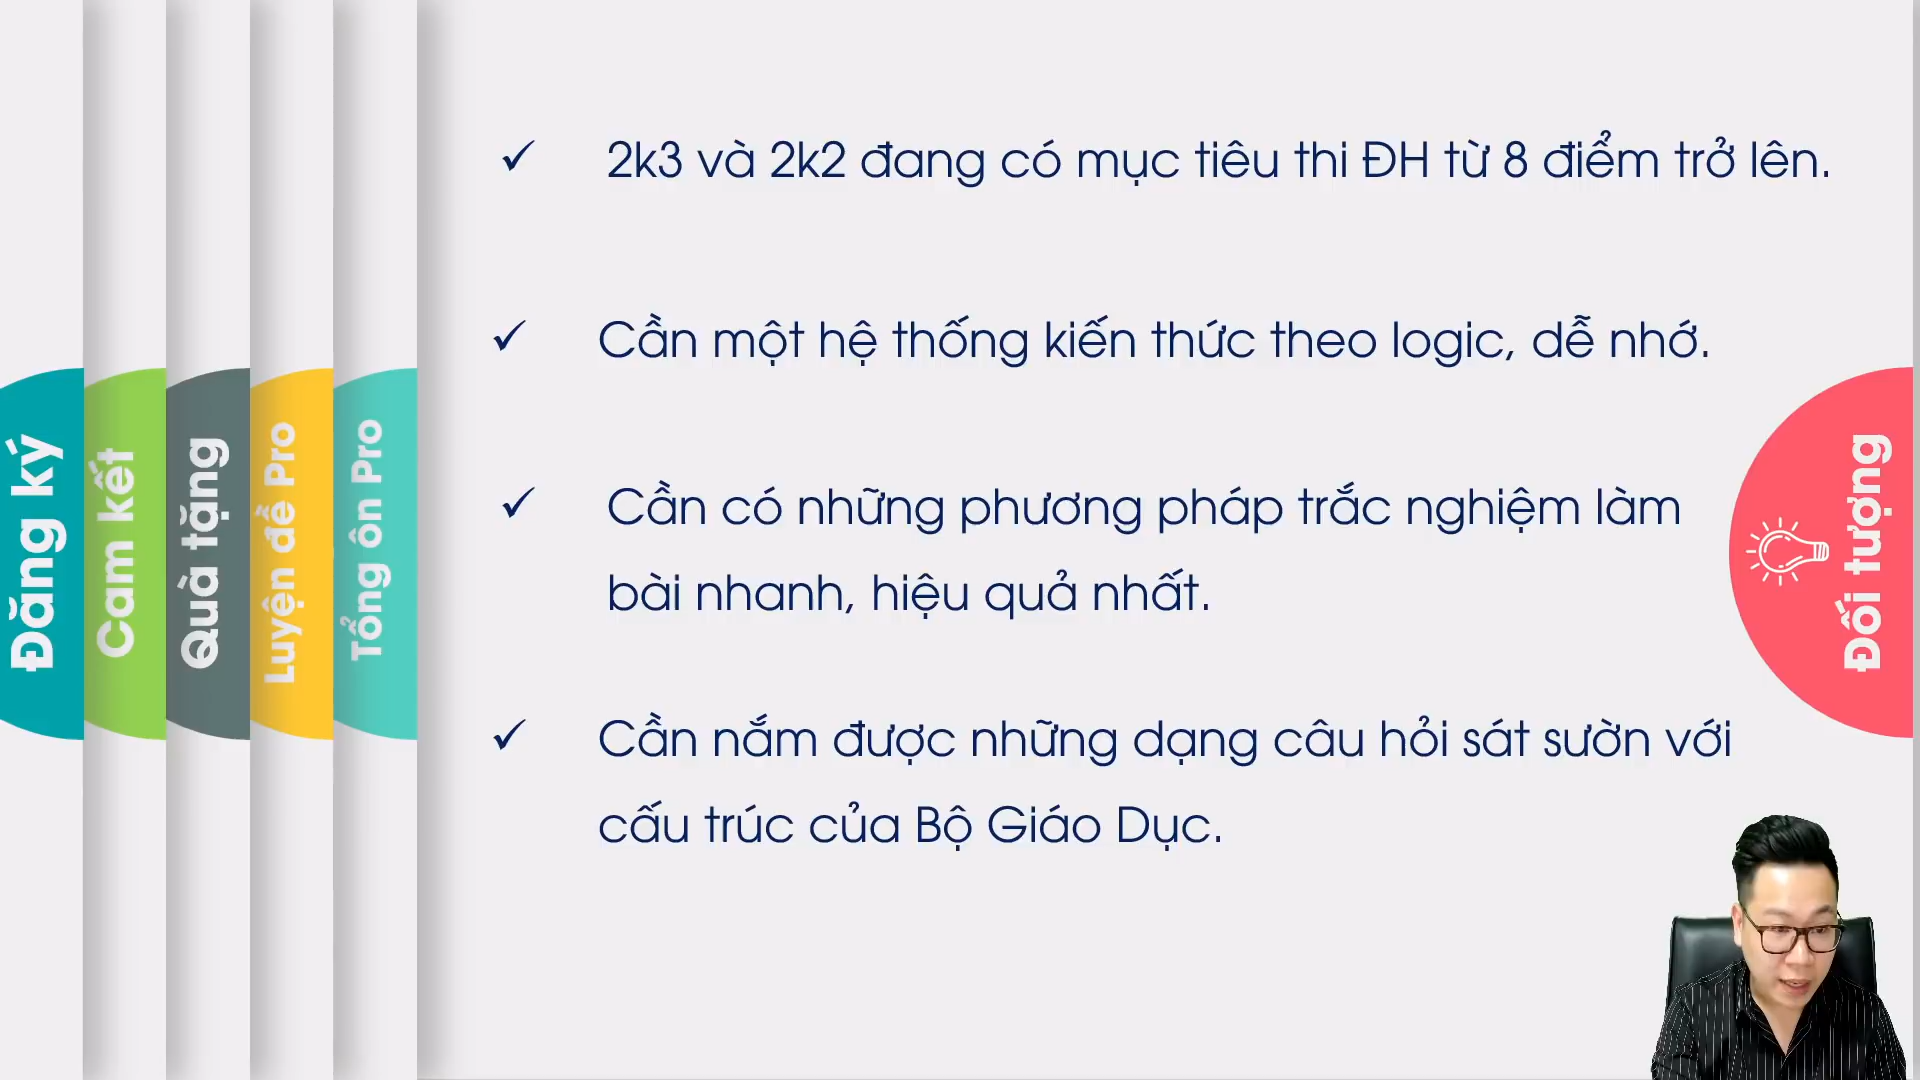 Đăng ký
Cam kết
Quà tặng
Luyện đề Pro
Tổng ôn Pro
2k3 và 2k2 đang có mục tiêu thi ĐH từ 8 điểm trở lên.
Cần một hệ thống kiến thức theo logic, dễ nhớ.
Cần có những phương pháp trắc nghiệm làm
bài nhanh, hiệu quả nhất.
Cần nắm được những dạng câu hỏi sát sườn với
cấu trúc của Bộ Giáo Dục.
Đối tượng